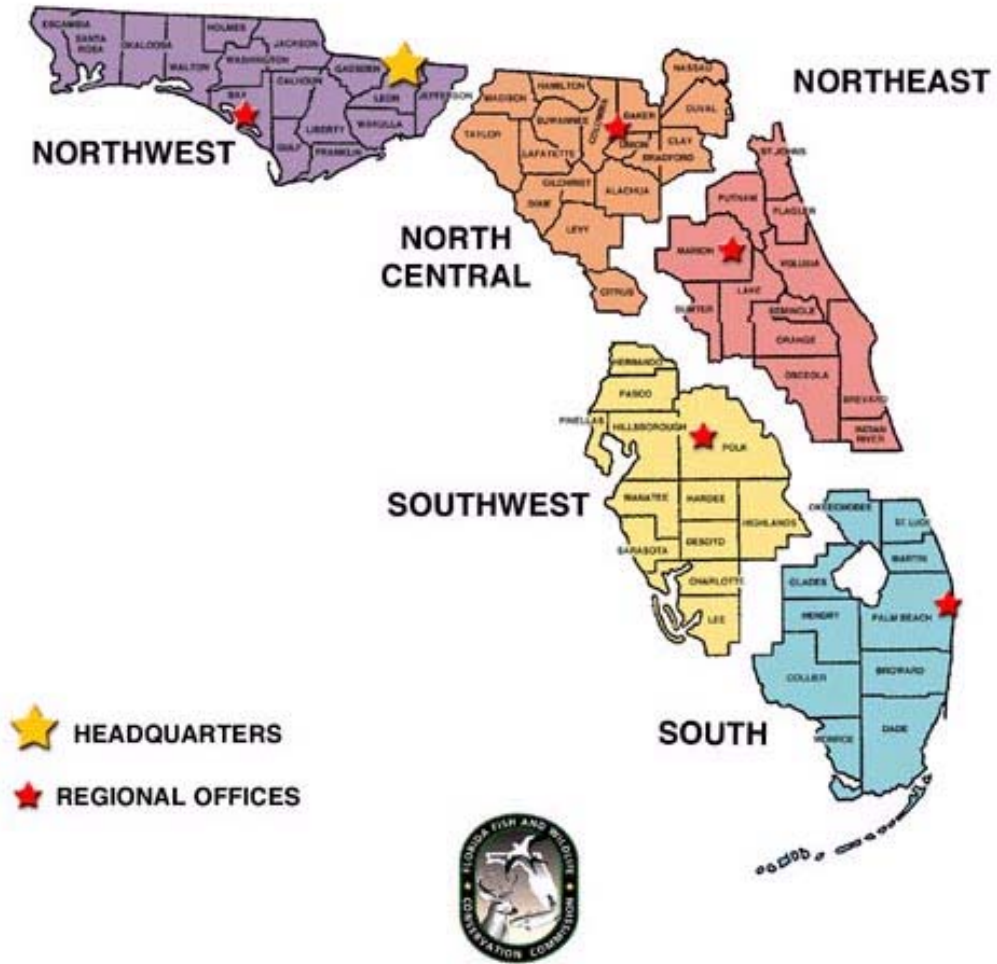 ESCAMBIA
SANTA
ROSA
OKALOOSA
WALTON
HOLMES
WASHINGTON
JACKSON
BAY
CALHOUN
GULF
LIBERTY
FRANKLIN
GADSDEN
LEON
WAKULLA
JEFFERSON
NORTHWEST
MADISON
HAMILTON
TAYLOR
SUWANNEE
COLUMBIA
LAFAYETTE
BAKER
NASSAU
DUVAL
UNION
CLAY
BRADFORD
GILCHRIST
ALACHUA
DIXIE
LEVY
CITRUS
NORTH
CENTRAL
NORTHEAST
ST. JOHNS
PUTNAM
FLAGLER
MARION
VOLUSIA
LAKE
SUMTER
SEMINOLE
ORANGE
OSCEOLA
BREVARD
INDIAN
RIVER
HERNANDO
PASCO
PINELLAS
HILLSBOROUGH
POLK
MANATEE
HARDEE
HIGHLANDS
SARASOTA
DESOTO
CHARLOTTE
LEE
SOUTHWEST
OKEECHOBEE
ST. LUCIE
MARTIN
GLADES
HENDRY
PALM BEACH
COLLIER
BROWARD
MONROE
DADE
SOUTH
HEADQUARTERS
REGIONAL OFFICES
FLORIDA FISH AND WILDLIFE
CONSERVATION COMMISSION